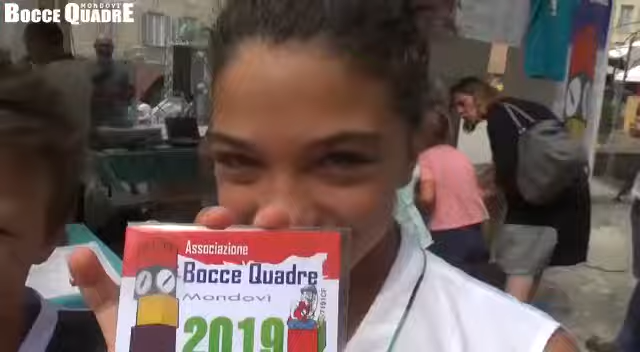 MONDOVÌ
BOCCE QUADRE
Associazione
Bocce Quadre
Mondovì
2019